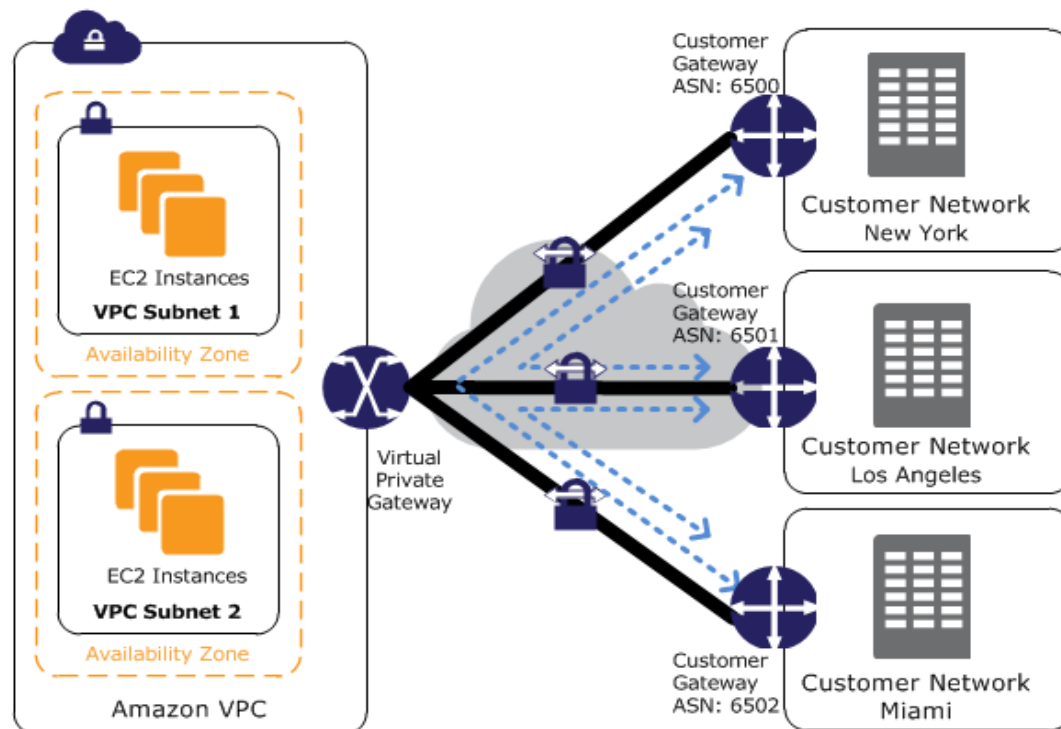 EC2 Instances
VPC Subnet 1
Availability Zone
EC2 Instances
VPC Subnet 2
Availability Zone
Amazon VPC
Virtual
Private
Gateway
Customer
Gateway
ASN: 6500
Customer Network
New York
Customer
Gateway
ASN: 6501
Customer Network
Los Angeles
Customer
Gateway
ASN: 6502
Customer Network
Miami